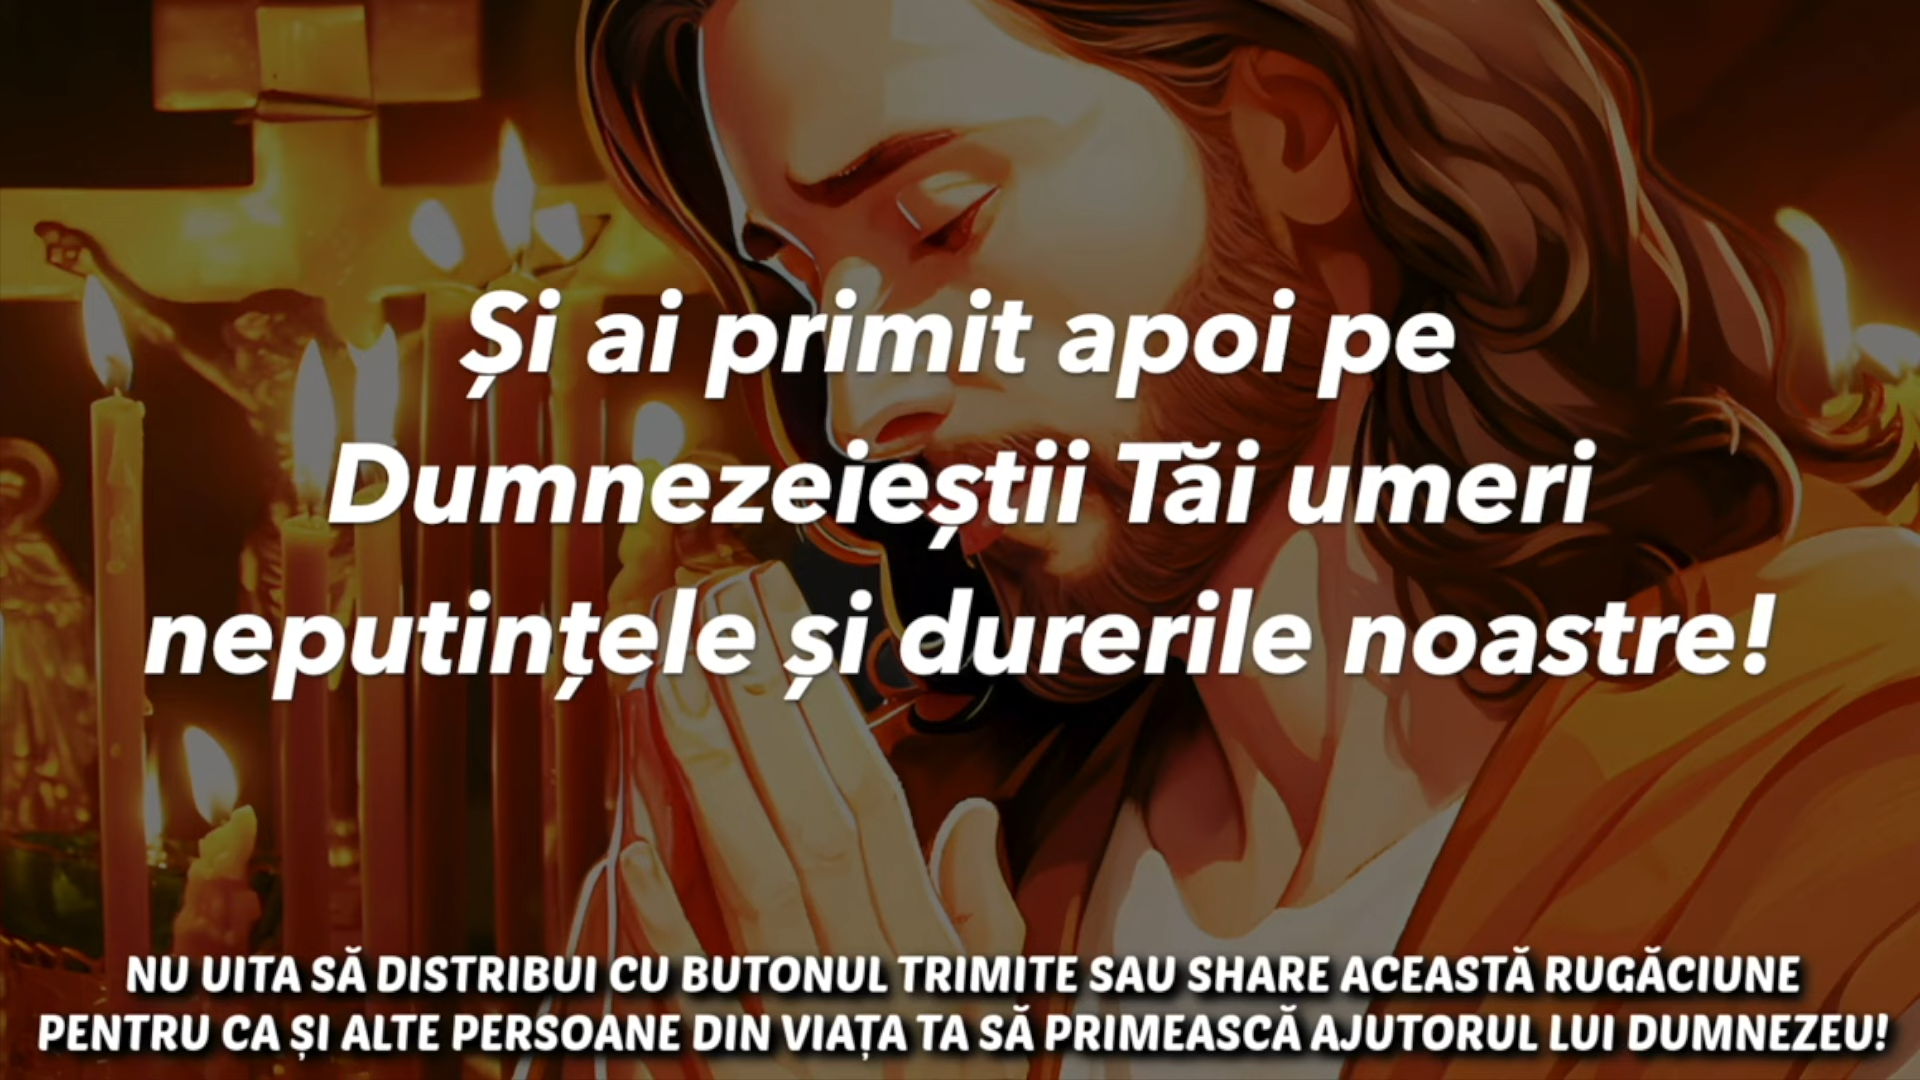 Și ai primit apoi pe
Dumnezeieștii Tăi umeri
neputințele și durerile noastre!
NU UITA SĂ DISTRIBUI CU BUTONUL TRIMITE SAU SHARE ACEASTĂ RUGĂCIUNE
PENTRU CA ȘI ALTE PERSOANE DIN VIAȚA TA SĂ PRIMEASCĂ AJUTORUL LUI DUMNEZEU!